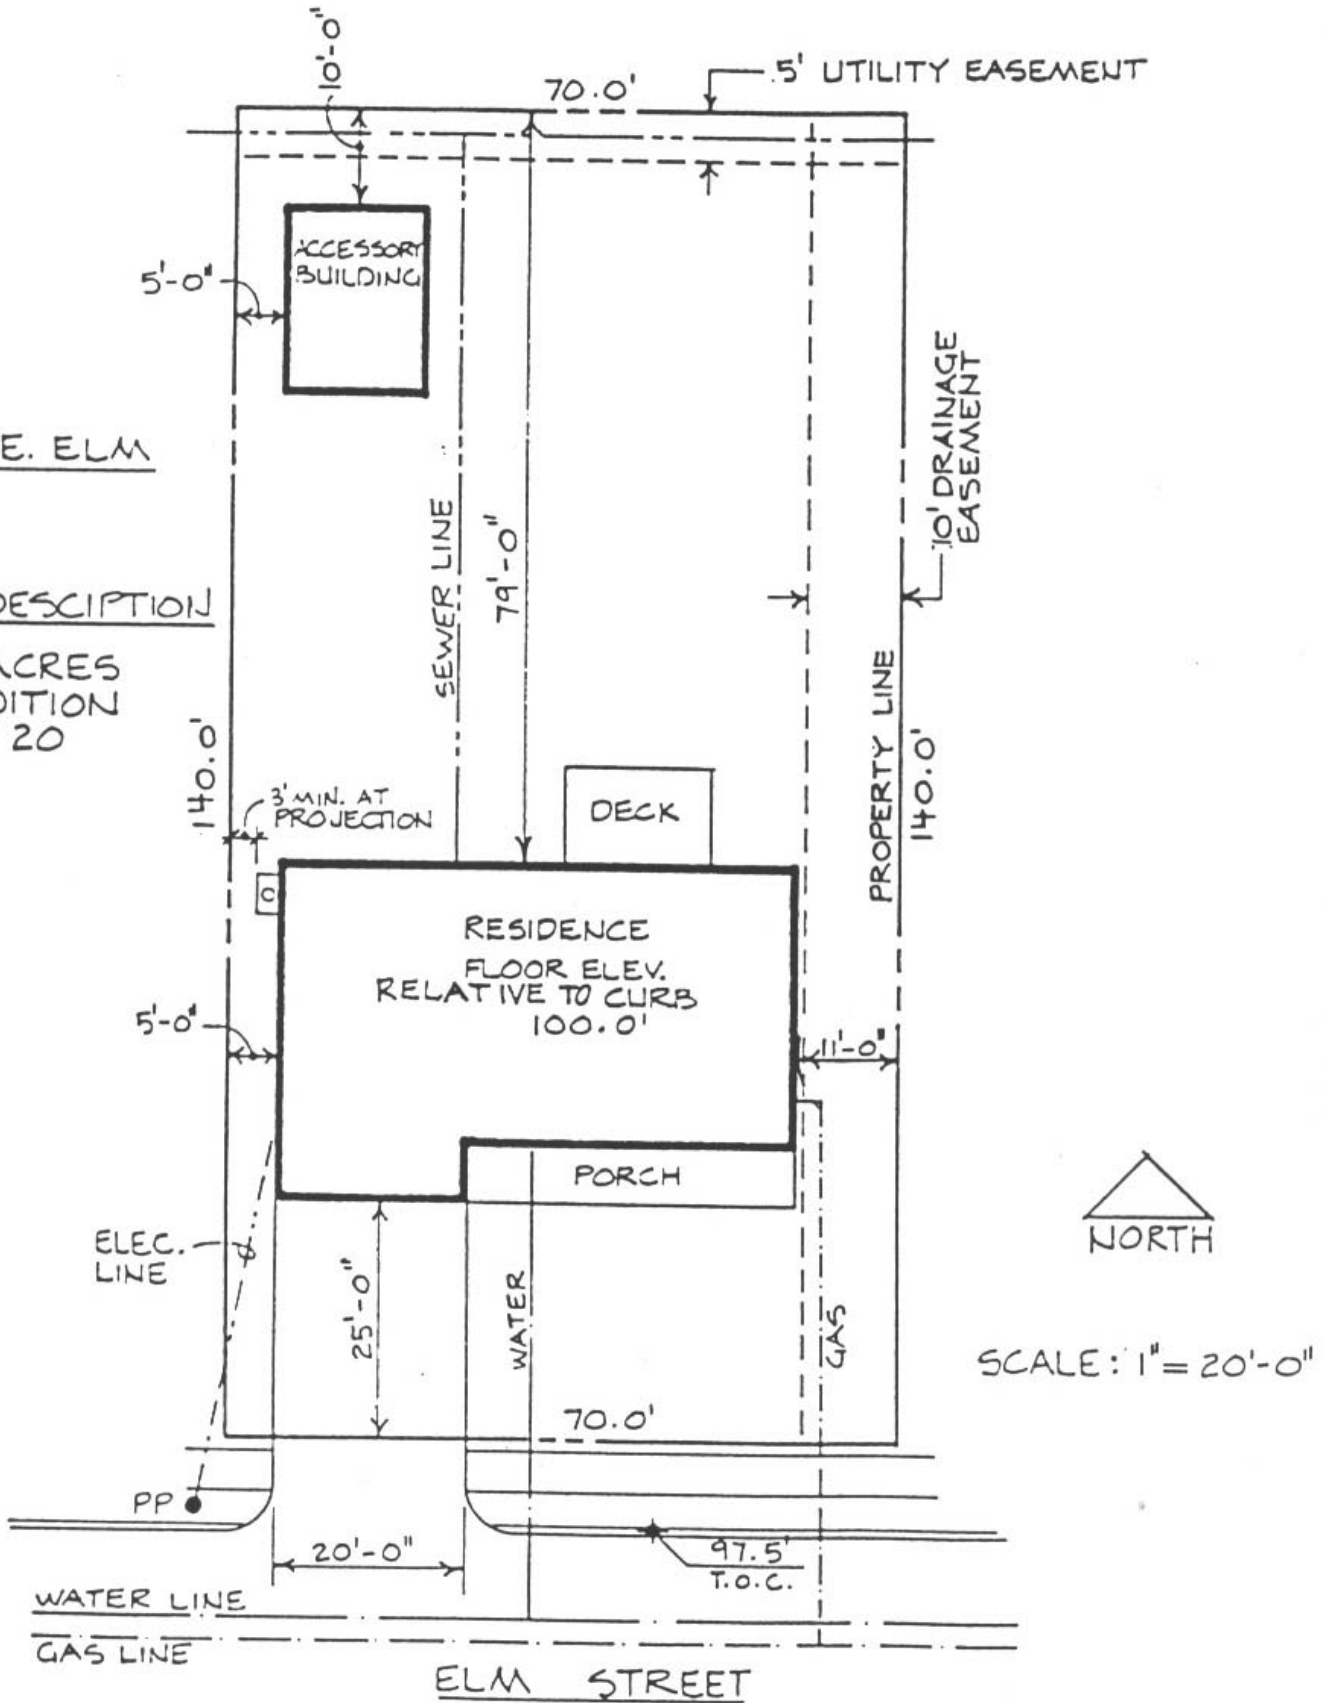 10'-0"
5' UTILITY EASEMENT
70.0'
ACCESSORY
BUILDING
5'-0"
10' DRAINAGE
EASEMENT
E. ELM
SEWER LINE
79'-0"
DESCIPTION
ACRES
DITION
20
140.0'
3' MIN. AT
PROJECTION
DECK
PROPERTY LINE
140.0'
C
RESIDENCE
FLOOR ELEV.
RELATIVE TO CURB
100.0'
5'-0"
11'-0"
PORCH
NORTH
ELEC.
LINE
25'-0"
WATER
GAS
SCALE: 1" = 20'-0"
70.0'
PP
20'-0"
97.5'
T.O.C.
WATER LINE
GAS LINE
ELM STREET